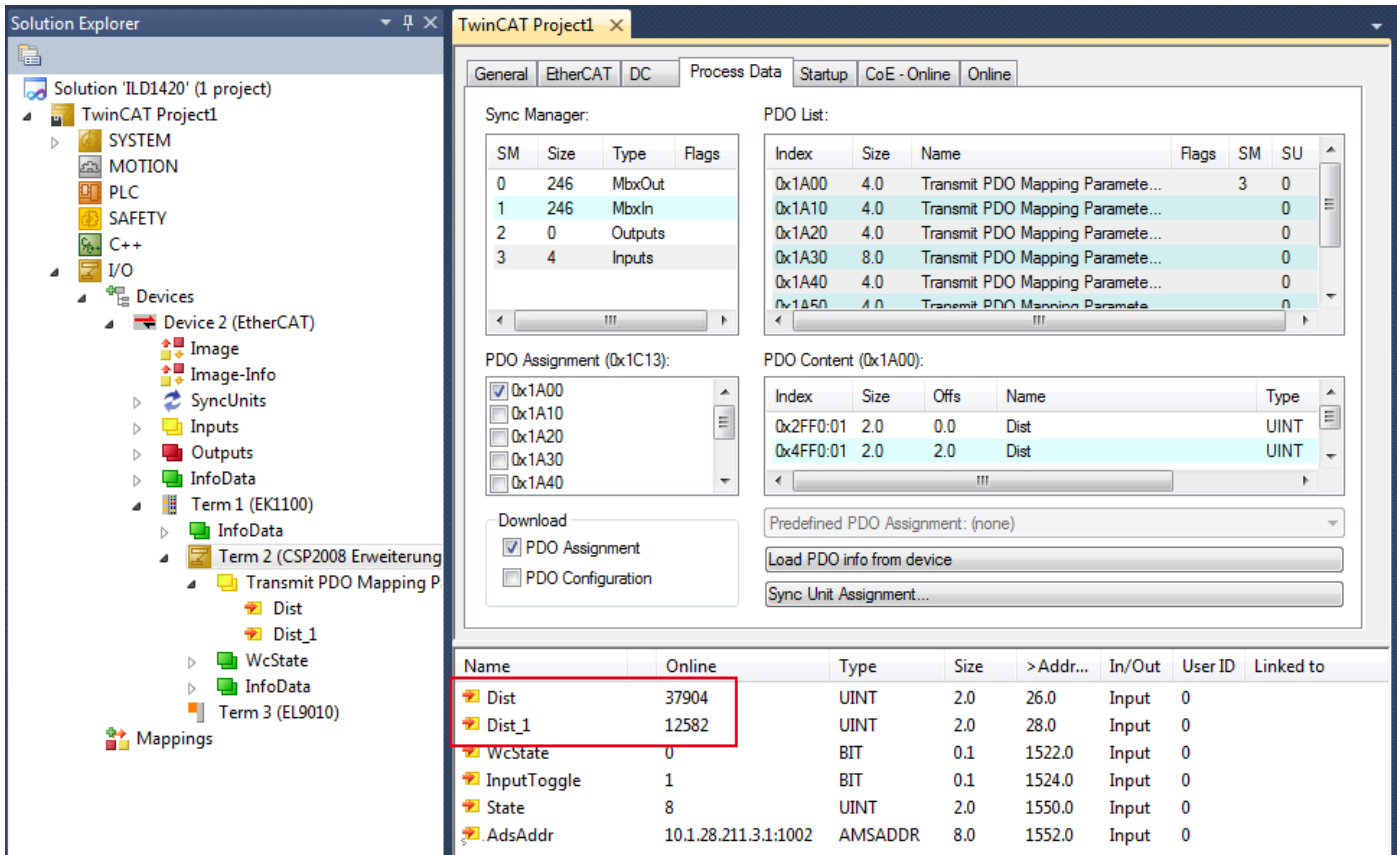 Solution Explorer
Solution 'ILD1420' (1 project)
TwinCAT Project1
SYSTEM
MOTION
PLC
SAFETY
C++
I/O
Devices
Device 2 (EtherCAT)
Image
Image-Info
SyncUnits
Inputs
Outputs
InfoData
Term 1 (EK1100)
InfoData
Term 2 (CSP2008 Erweiterung
Transmit PDO Mapping P
Dist
Dist_1
WcState
InfoData
Term 3 (EL9010)
Mappings
TwinCAT Project1
General EtherCAT DC Process Data Startup CoE - Online Online
Sync Manager:
SM Size Type Flags
0 246 MbxOut
1 246 MbxIn
2 0 Outputs
3 4 Inputs
PDO List:
Index Size Name Flags SM SU
0x1A00 4.0 Transmit PDO Mapping Paramete... 3 0
0x1A10 4.0 Transmit PDO Mapping Paramete... 0
0x1A20 4.0 Transmit PDO Mapping Paramete... 0
0x1A30 8.0 Transmit PDO Mapping Paramete... 0
0x1A40 4.0 Transmit PDO Mapping Paramete... 0
0x1A50 4.0 Transmit PDO Mapping Paramete... 0
PDO Assignment (0x1C13):
0x1A00
0x1A10
0x1A20
0x1A30
0x1A40
PDO Content (0x1A00):
Index Size Offs Name Type
0x2FF0:01 2.0 0.0 Dist UINT
0x4FF0:01 2.0 2.0 Dist UINT
Download
PDO Assignment
PDO Configuration
Predefined PDO Assignment: (none)
Load PDO info from device
Sync Unit Assignment...
Name Online Type Size >Addr... In/Out User ID Linked to
Dist 37904 UINT 2.0 26.0 Input 0
Dist_1 12582 UINT 2.0 28.0 Input 0
WcState 0 BIT 0.1 1522.0 Input 0
InputToggle 1 BIT 0.1 1524.0 Input 0
State 8 UINT 2.0 1550.0 Input 0
AdsAddr 10.1.28.211.3.1:1002 AMSADDR 8.0 1552.0 Input 0